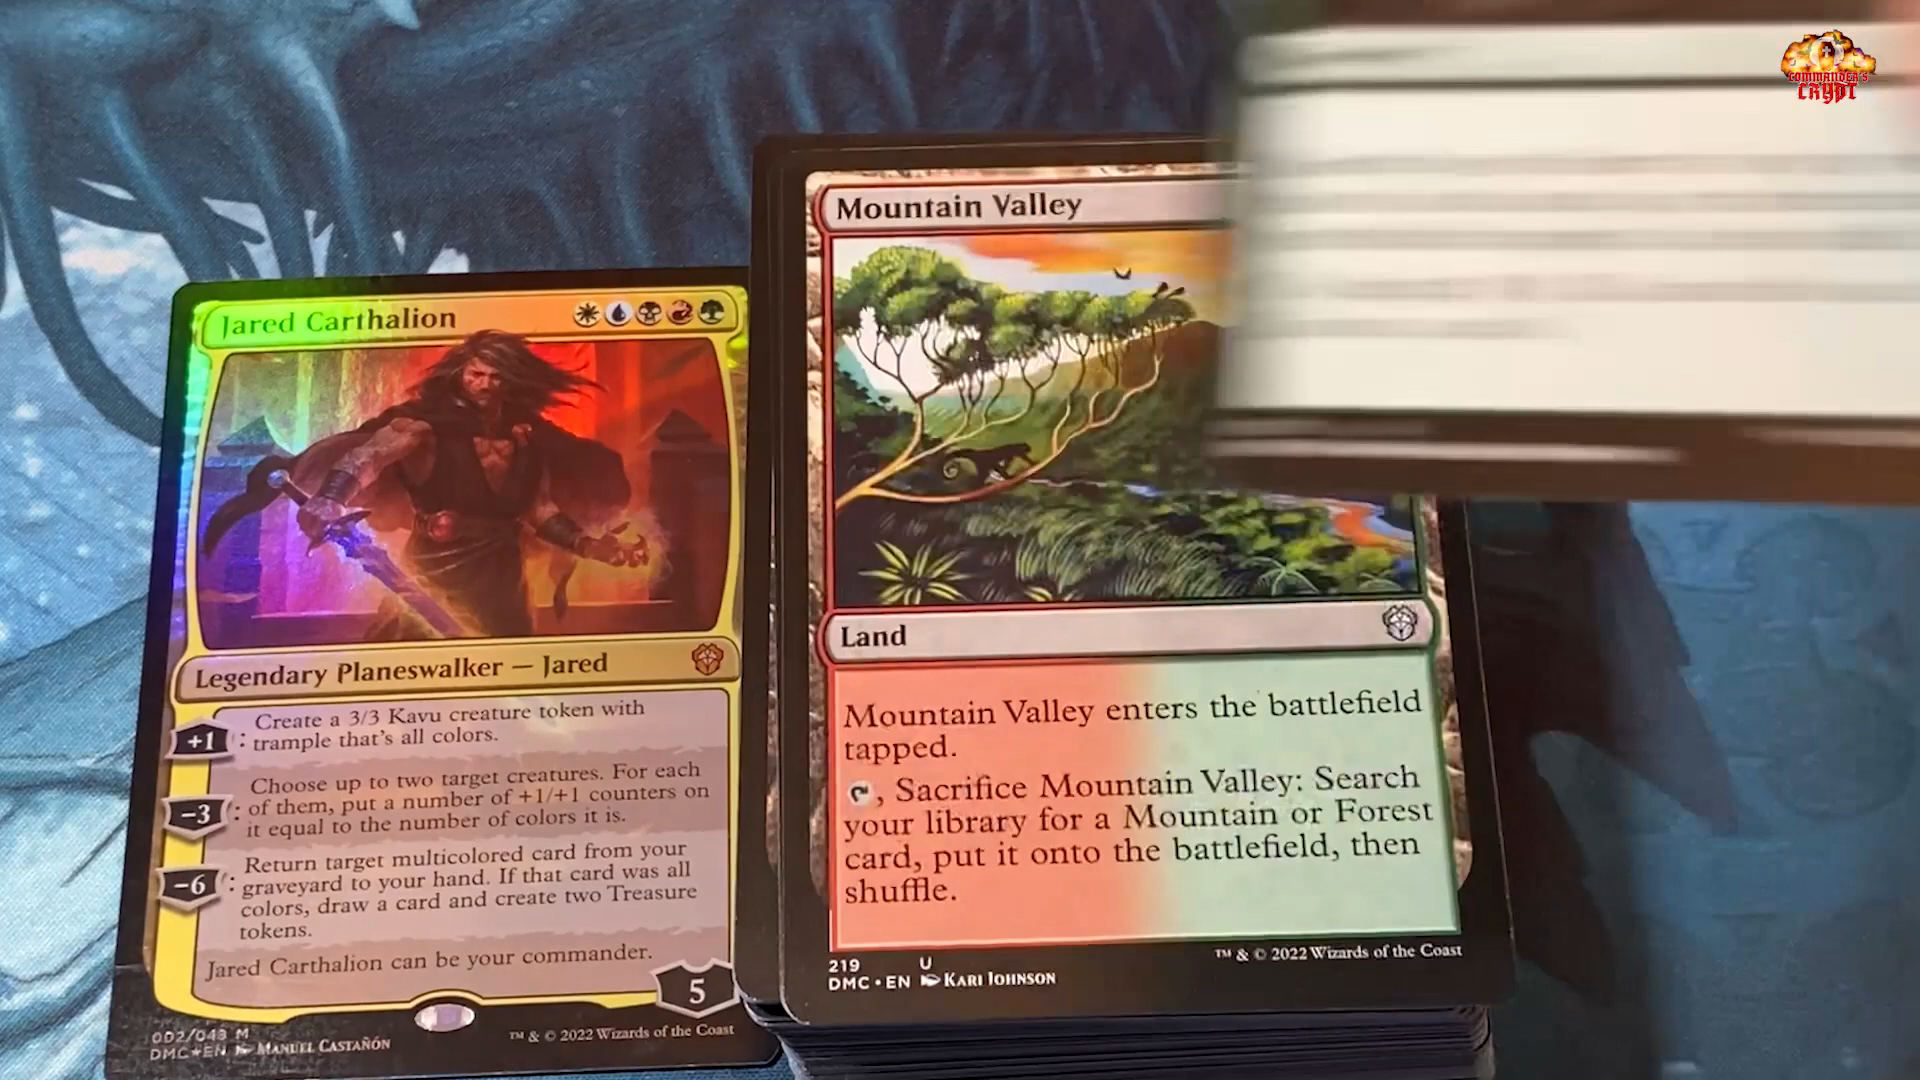 COMMANDER'S
CRYPT
Jared Carthalion
Legendary Planeswalker — Jared
+1 : Create a 3/3 Kavu creature token with
trample that's all colors.
-3 : Choose up to two target creatures. For each
of them, put a number of +1/+1 counters on
it equal to the number of colors it is.
-6 : Return target multicolored card from your
graveyard to your hand. If that card was all
colors, draw a card and create two Treasure
tokens.
Jared Carthalion can be your commander.
5
002/048 M
DMC★EN Manuel Castañón
™ & © 2022 Wizards of the Coast
Mountain Valley
Land
Mountain Valley enters the battlefield
tapped.
, Sacrifice Mountain Valley: Search
your library for a Mountain or Forest
card, put it onto the battlefield, then
shuffle.
219 U
DMC • EN Kari Johnson
™ & © 2022 Wizards of the Coast